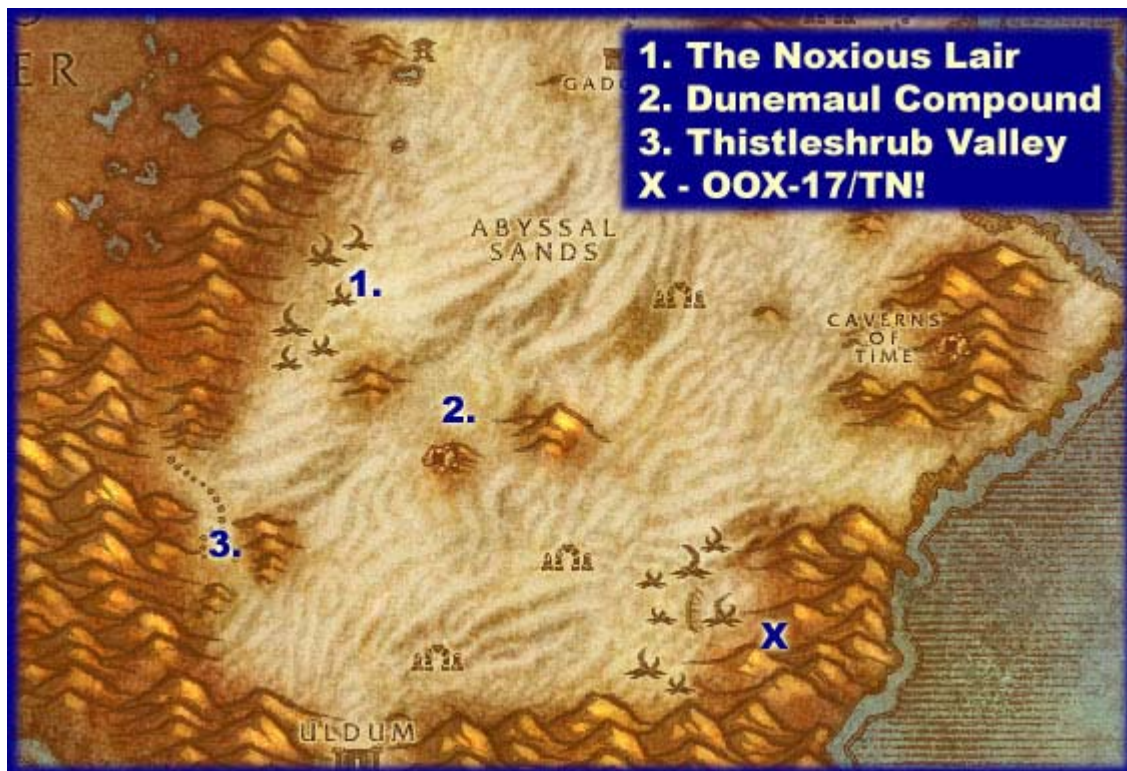 ER
GADG
1. The Noxious Lair
2. Dunemaul Compound
3. Thistleshrub Valley
X - OOX-17/TN!
ABYSSAL
SANDS
1.
CAVERNS
OF
TIME
2.
3.
X
ULDUM